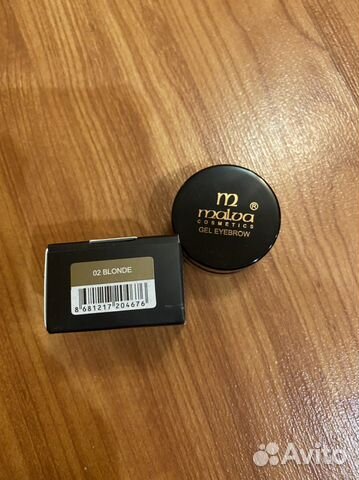 m
malva
®
COSMETICS
GEL EYEBROW
02 BLONDE
8 681217 204676
Avito